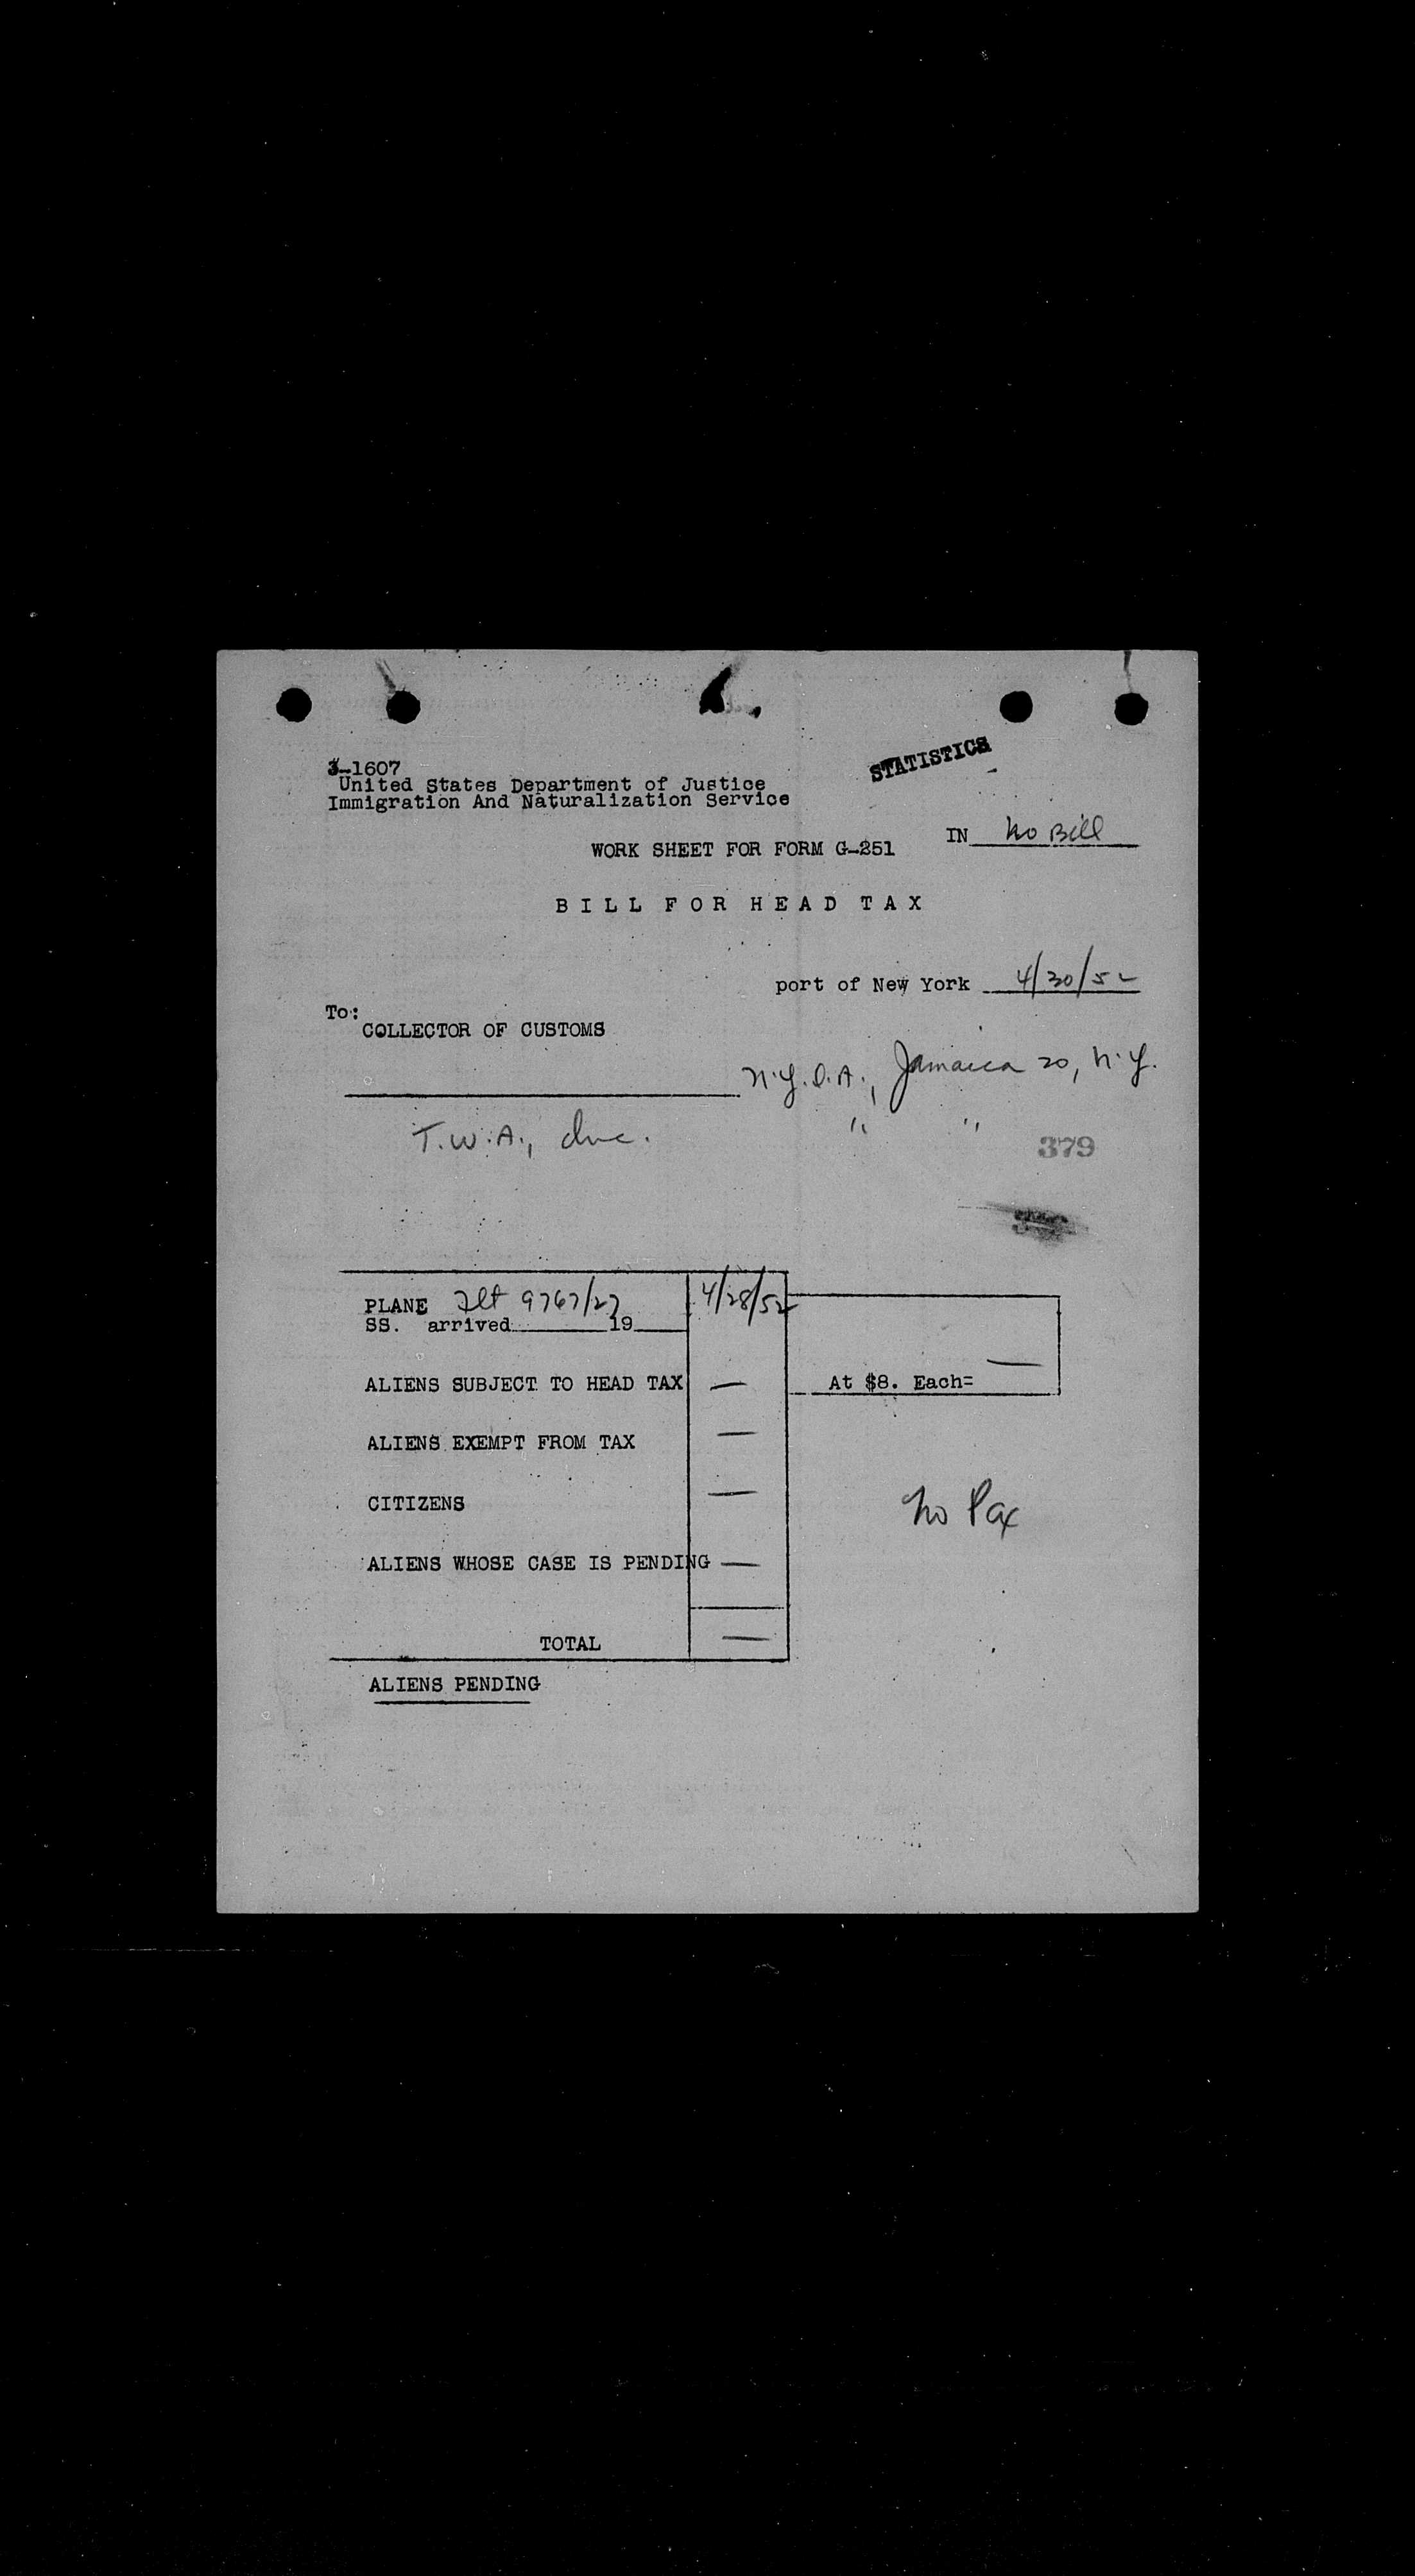 3-1607
United States Department of Justice
Immigration And Naturalization Service
STATISTICS
IN No Bill
WORK SHEET FOR FORM G-251
BILL FOR HEAD TAX
port of New York 4/30/52
To:
COLLECTOR OF CUSTOMS
N.Y.I.A., Jamaica 20, N.Y.
T.W.A., Inc. " "
379
PLANE Flt 9767/27 4/28/52
SS. arrived 19
ALIENS SUBJECT TO HEAD TAX — At $8. Each= —
ALIENS EXEMPT FROM TAX —
CITIZENS —
No Pax
ALIENS WHOSE CASE IS PENDING —
TOTAL —
ALIENS PENDING